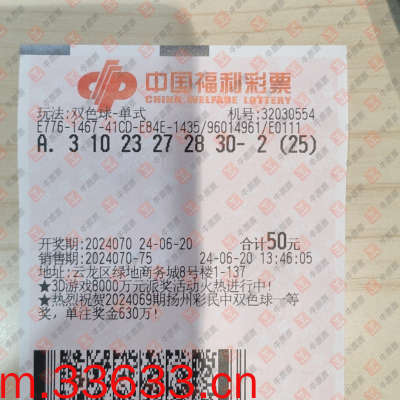 中国福利彩票
CHINA WELFARE LOTTERY
玩法:双色球-单式 机号:32030554
E776-1467-41CD-E84E-1435/96014961/E0111
A. 3 10 23 27 28 30- 2 (25)
开奖期:2024070 24-06-20 合计50元
销售期:2024070-75 24-06-20 13:46:05
地址:云龙区绿地商务城8号楼1-137
★3D游戏8000万元派奖活动火热进行中!
★热烈祝贺2024069期扬州彩民中双色球一等
奖,单注奖金630万!
m.33633.cn